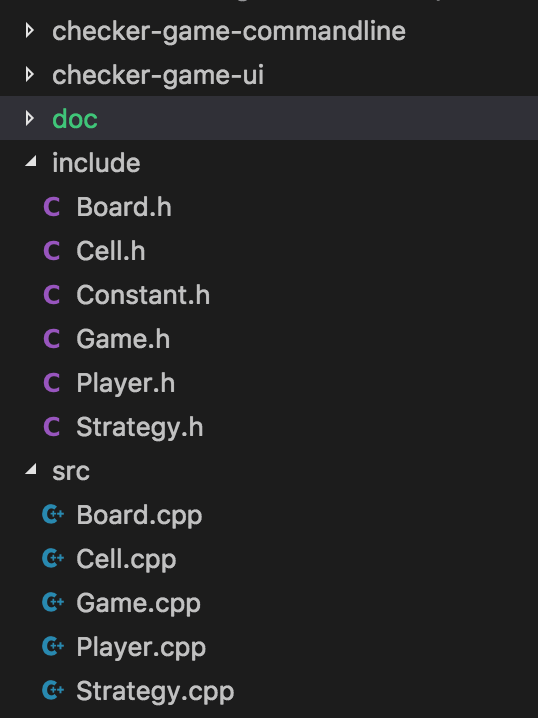 checker-game-commandline
checker-game-ui
doc
include
C Board.h
C Cell.h
C Constant.h
C Game.h
C Player.h
C Strategy.h
src
C++ Board.cpp
C++ Cell.cpp
C++ Game.cpp
C++ Player.cpp
C++ Strategy.cpp